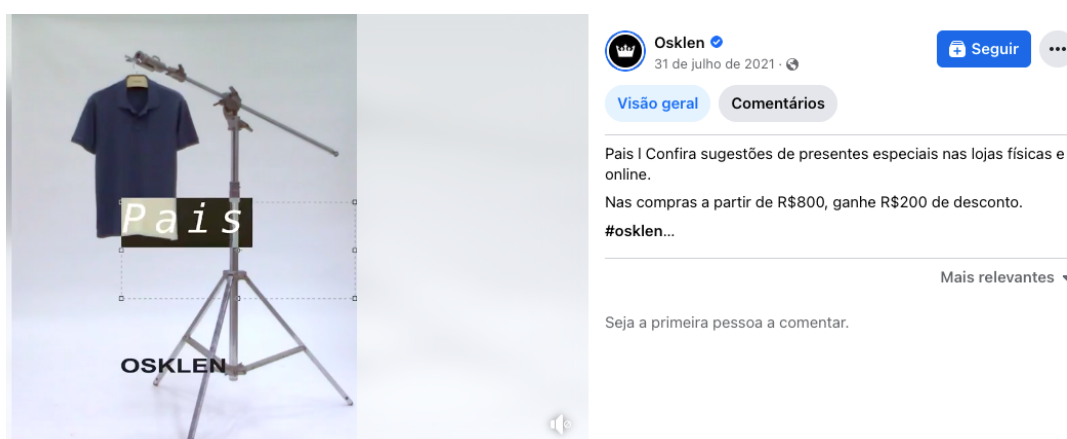 Pais
OSKLEN
Osklen
31 de julho de 2021 ·
Seguir
Visão geral
Comentários
Pais l Confira sugestões de presentes especiais nas lojas físicas e
online.
Nas compras a partir de R$800, ganhe R$200 de desconto.
#osklen...
Mais relevantes
Seja a primeira pessoa a comentar.